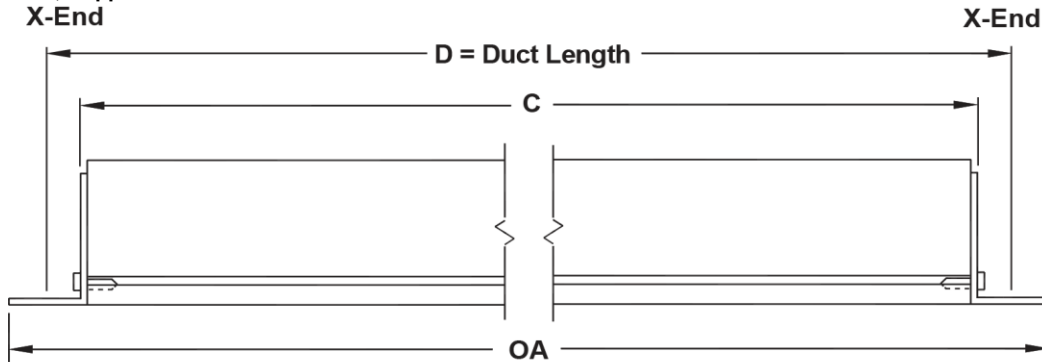 X-End X-End
D = Duct Length
C
OA